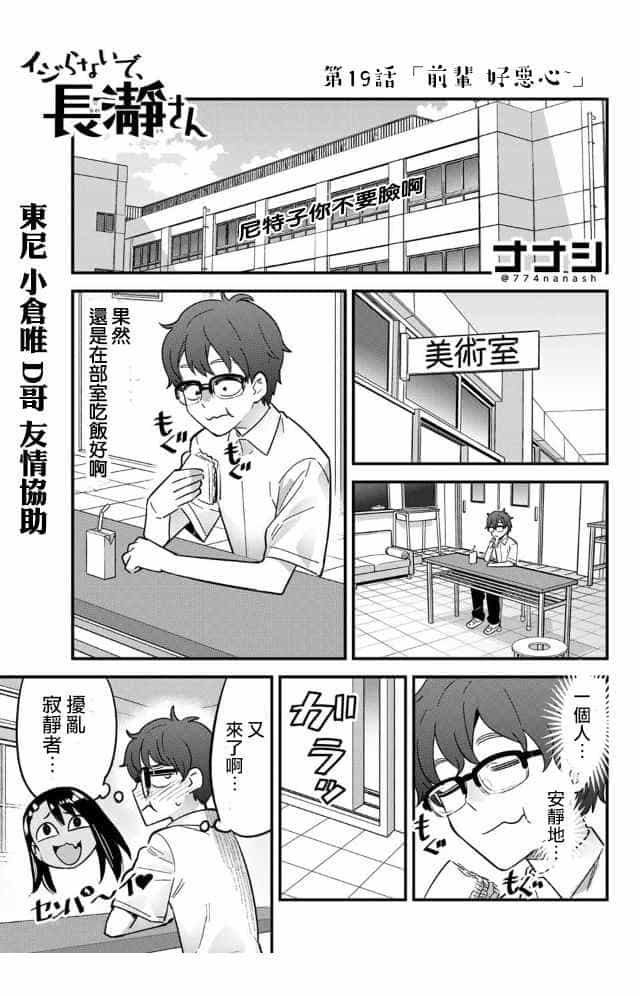 イジらないで、
長瀞さん
第19話「前輩 好惡心~」
尼特子你不要臉啊
ナナシ
@774nanash
東尼 小倉唯 D哥 友情協助
美術室
果然
還是在部室吃飯好啊
もぐ
もぐ
一個人…
安靜地…
もぐ
もぐ
ガラッ
又
來了啊…
擾亂
寂靜者…
センパ〜イ♥